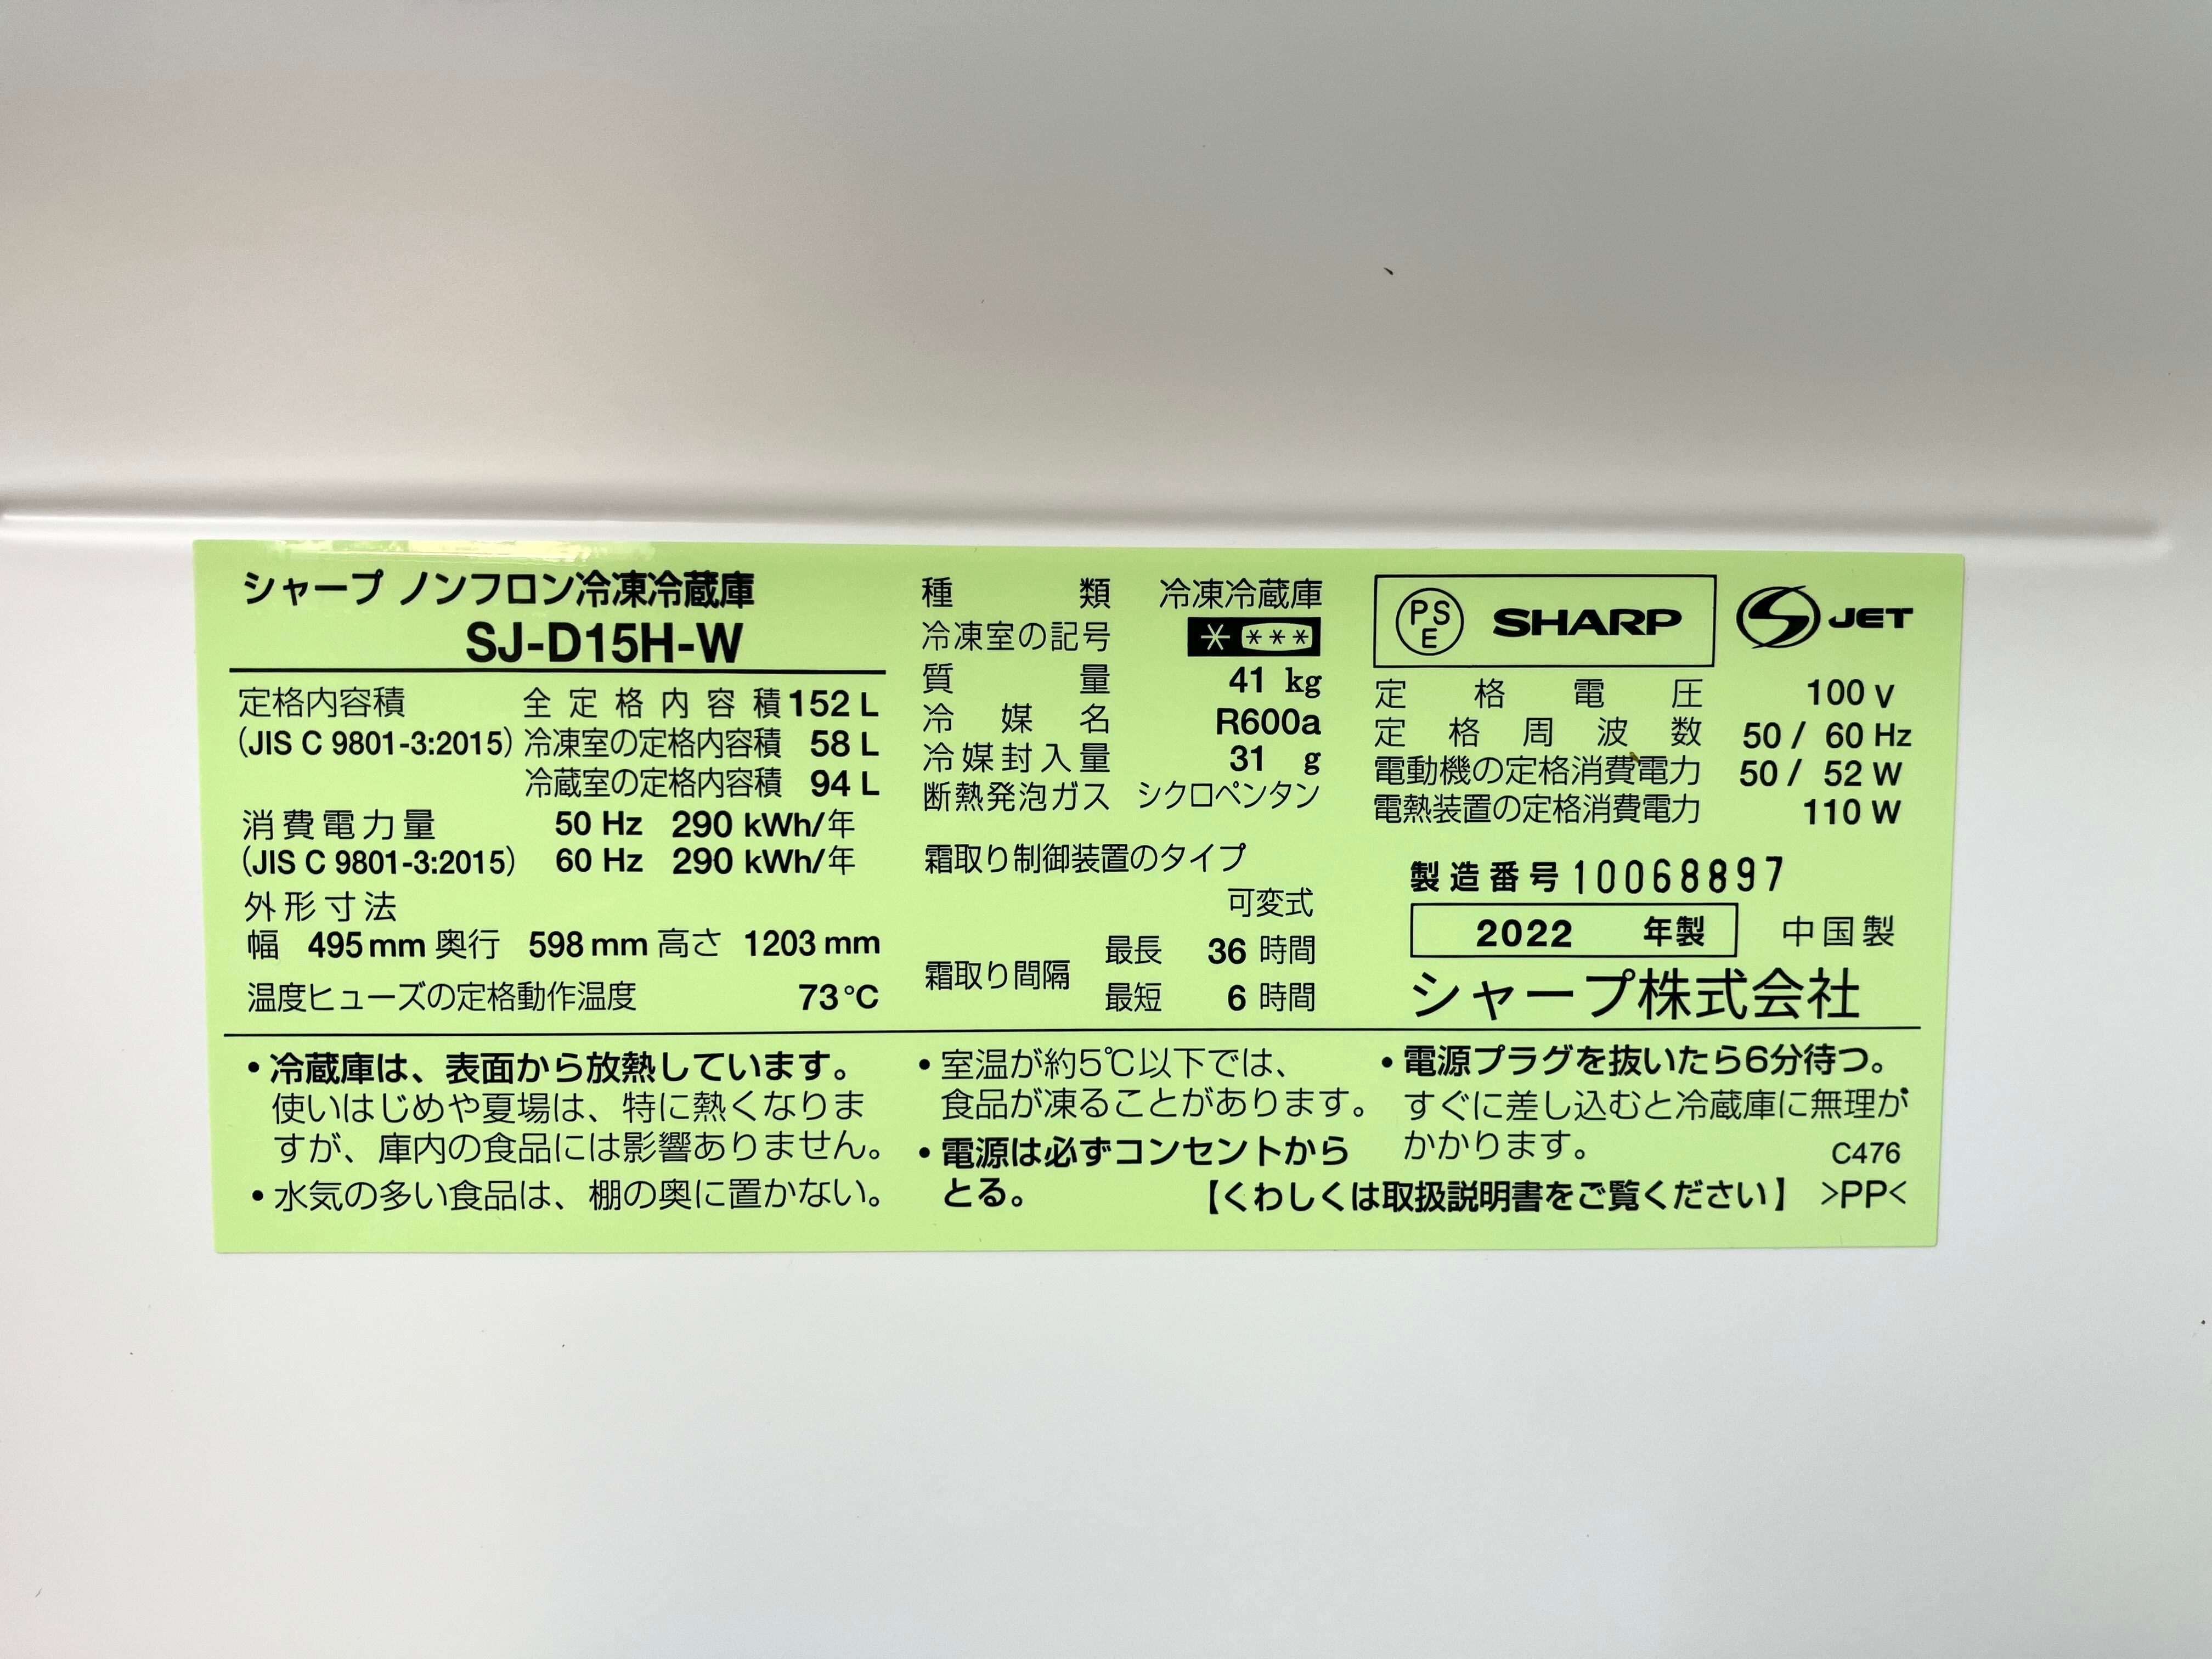 シャープ ノンフロン冷凍冷蔵庫
SJ-D15H-W
定格内容積 全定格内容積 152 L
(JIS C 9801-3:2015) 冷凍室の定格内容積 58 L
冷蔵室の定格内容積 94 L
消費電力量 50 Hz 290 kWh/年
(JIS C 9801-3:2015) 60 Hz 290 kWh/年
外形寸法
幅 495 mm 奥行 598 mm 高さ 1203 mm
温度ヒューズの定格動作温度 73℃
種類 冷凍冷蔵庫
冷凍室の記号 * ***
質量 41 kg
冷媒名 R600a
冷媒封入量 31 g
断熱発泡ガス シクロペンタン
霜取り制御装置のタイプ
可変式
霜取り間隔 最長 36 時間
最短 6 時間
PSE SHARP JET
定格電圧 100 V
定格周波数 50 / 60 Hz
電動機の定格消費電力 50 / 52 W
電熱装置の定格消費電力 110 W
製造番号 10068897
2022 年製 中国製
シャープ株式会社
・冷蔵庫は、表面から放熱しています。
使いはじめや夏場は、特に熱くなりま
すが、庫内の食品には影響ありません。
・水気の多い食品は、棚の奥に置かない。
・室温が約5℃以下では、
食品が凍ることがあります。
・電源は必ずコンセントから
とる。
・電源プラグを抜いたら6分待つ。
すぐに差し込むと冷蔵庫に無理が
かかります。 C476
【くわしくは取扱説明書をご覧ください】 >PP<